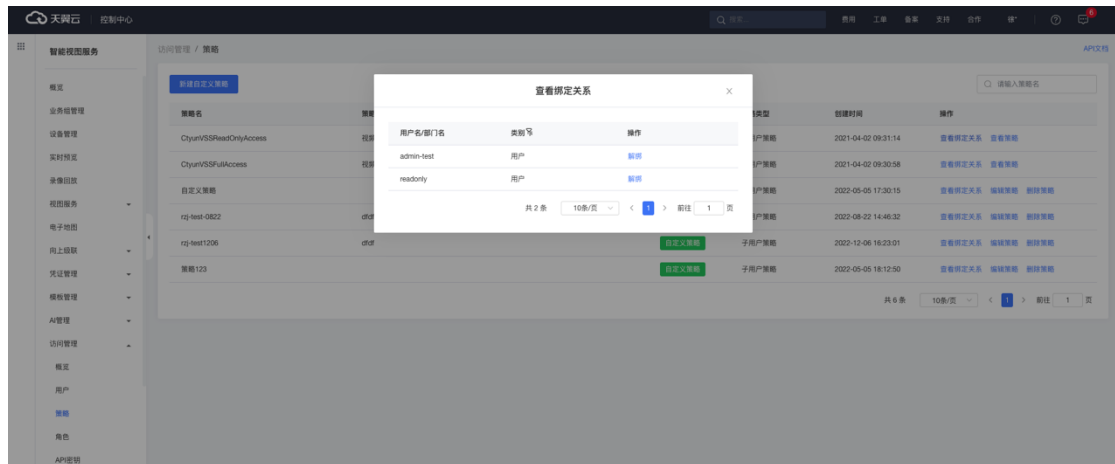 天翼云 控制中心 搜索... 费用 工单 备案 支持 合作 6
智能视图服务 访问管理 / 策略 API文档
概览
业务组管理
设备管理
实时预览
录像回放
视图服务
电子地图
向上级联
凭证管理
模板管理
AI管理
访问管理
概览
用户
策略
角色
API密钥
新建自定义策略 请输入策略名
策略名 创建时间 操作
CtyunVSSReadOnlyAccess 2021-04-02 09:31:14 查看绑定关系 查看策略
CtyunVSSFullAccess 2021-04-02 09:30:58 查看绑定关系 查看策略
自定义策略 2022-05-05 17:30:15 查看绑定关系 编辑策略 删除策略
rzj-test-0822 dfdf 2022-08-22 14:46:32 查看绑定关系 编辑策略 删除策略
rzj-test1206 dfdf 自定义策略 子用户策略 2022-12-06 16:23:01 查看绑定关系 编辑策略 删除策略
策略123 自定义策略 子用户策略 2022-05-05 18:12:50 查看绑定关系 编辑策略 删除策略
共 6 条 10条/页 1 前往 1 页
查看绑定关系
用户名/部门名 类别 操作
admin-test 用户 解绑
readonly 用户 解绑
共 2 条 10条/页 1 前往 1 页